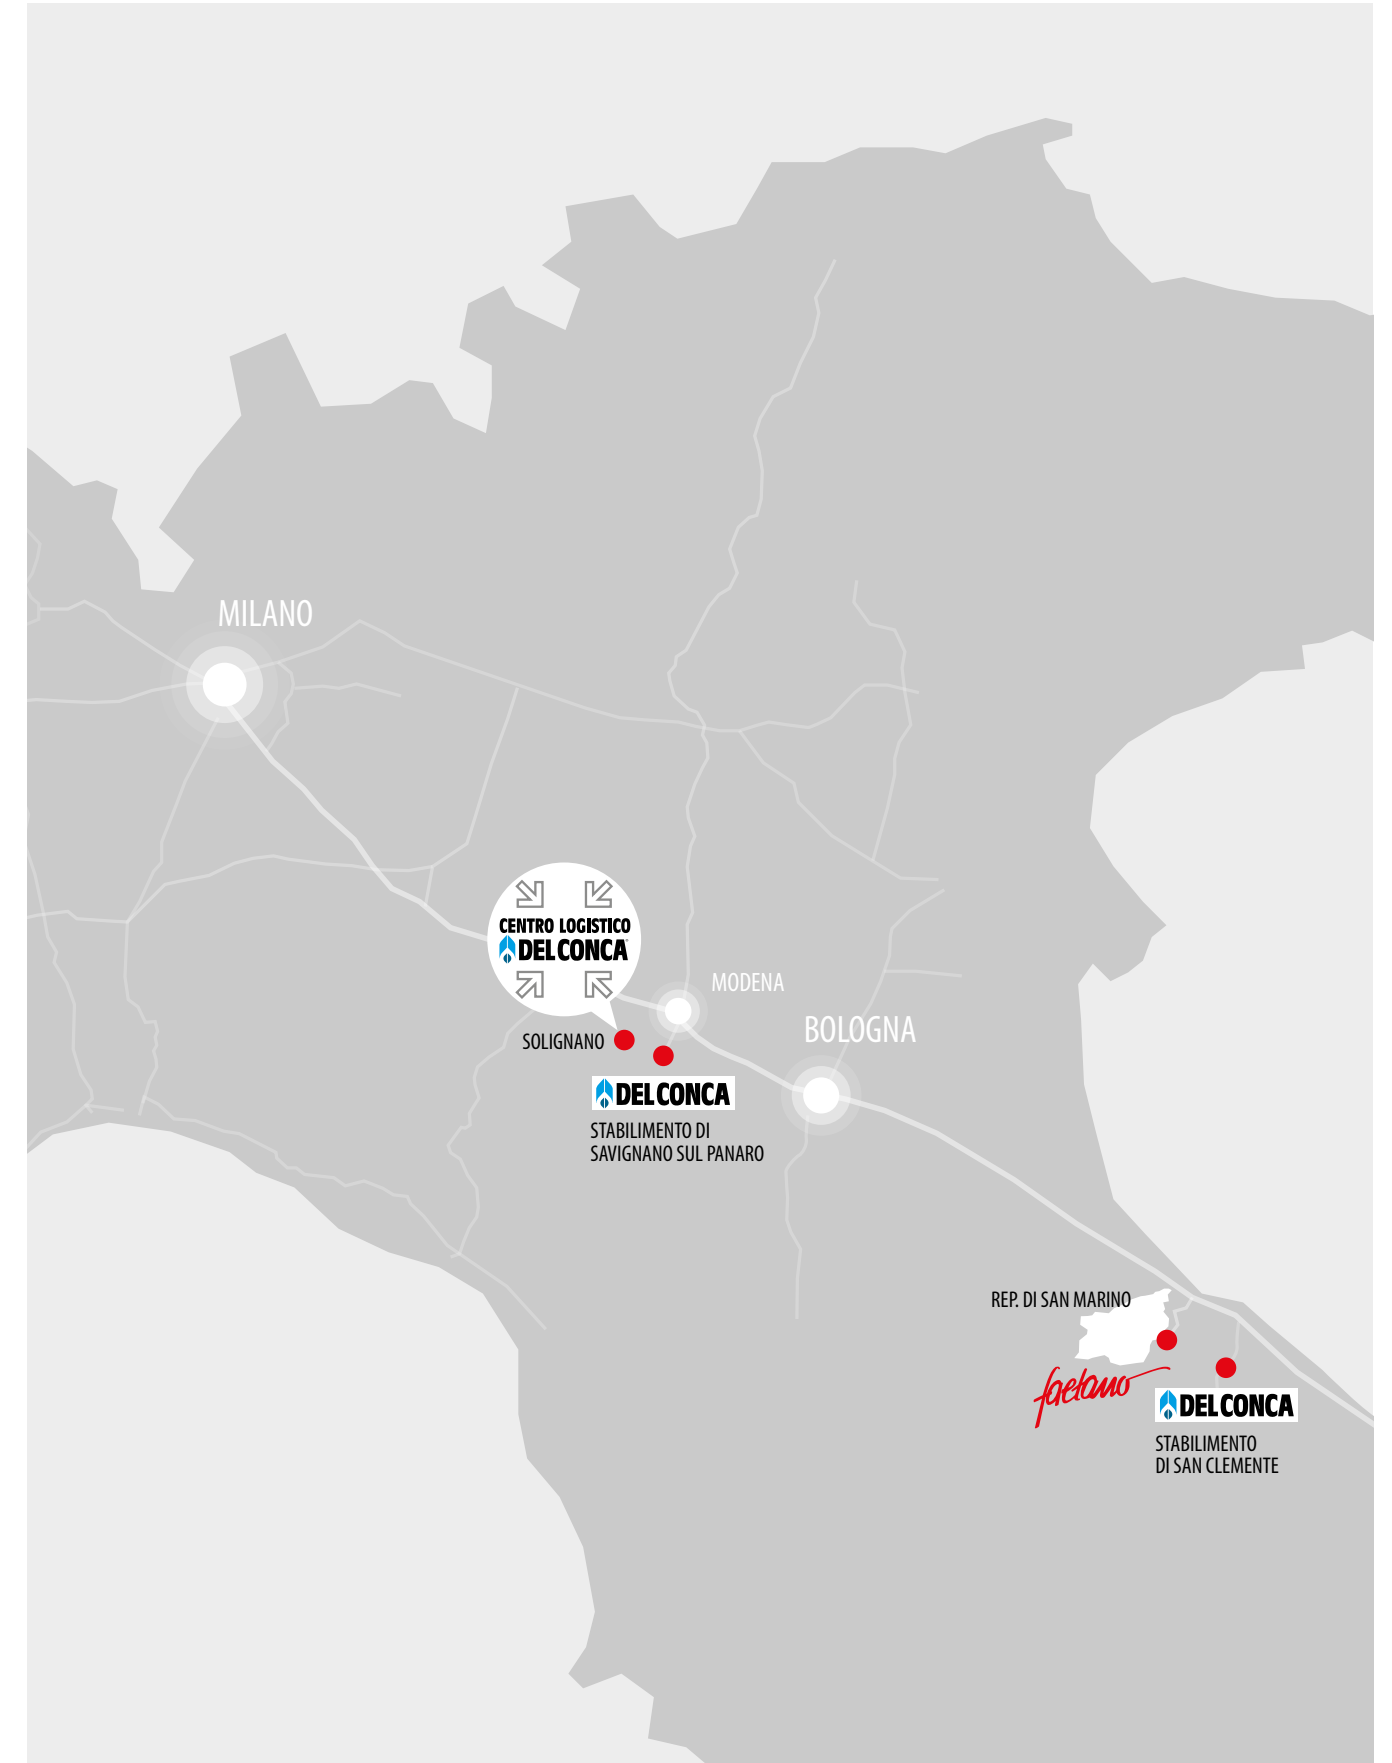 MILANO
CENTRO LOGISTICO
DEL CONCA
MODENA
BOLOGNA
SOLIGNANO
DEL CONCA
STABILIMENTO DI
SAVIGNANO SUL PANARO
REP. DI SAN MARINO
faetano
DEL CONCA
STABILIMENTO
DI SAN CLEMENTE